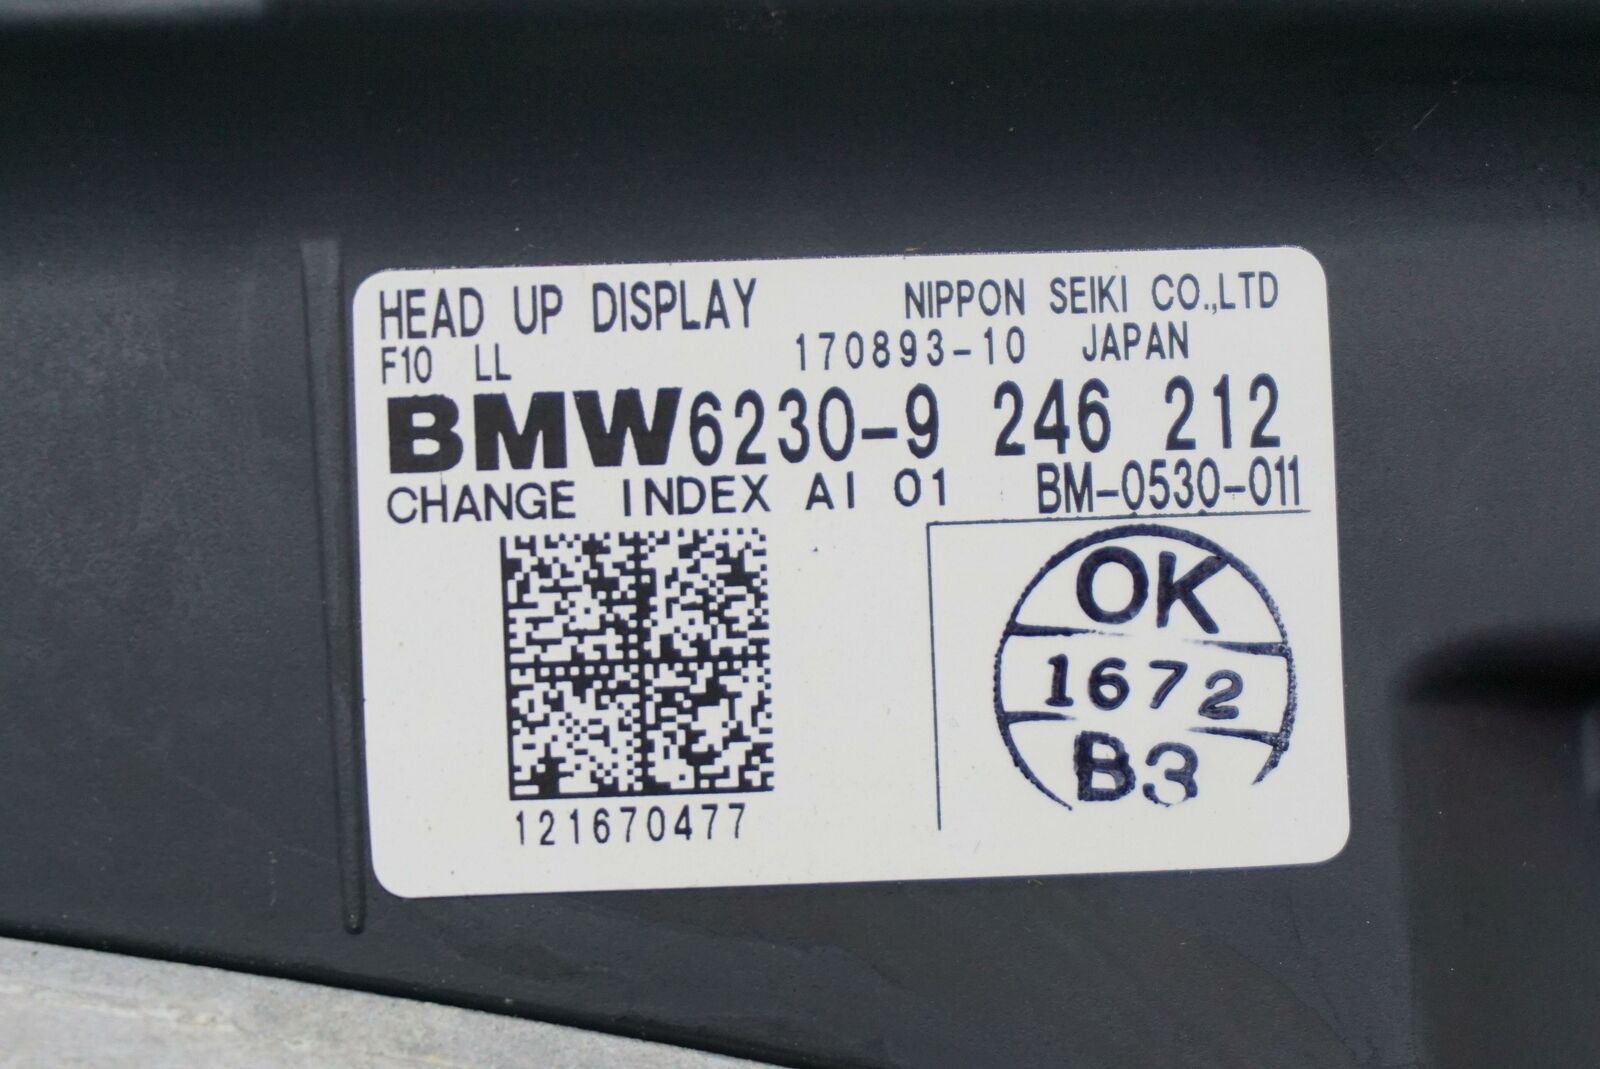 HEAD UP DISPLAY NIPPON SEIKI CO.,LTD
F10 LL 170893-10 JAPAN
BMW6230-9 246 212
CHANGE INDEX AI 01 BM-0530-011
OK
1672
B3
121670477